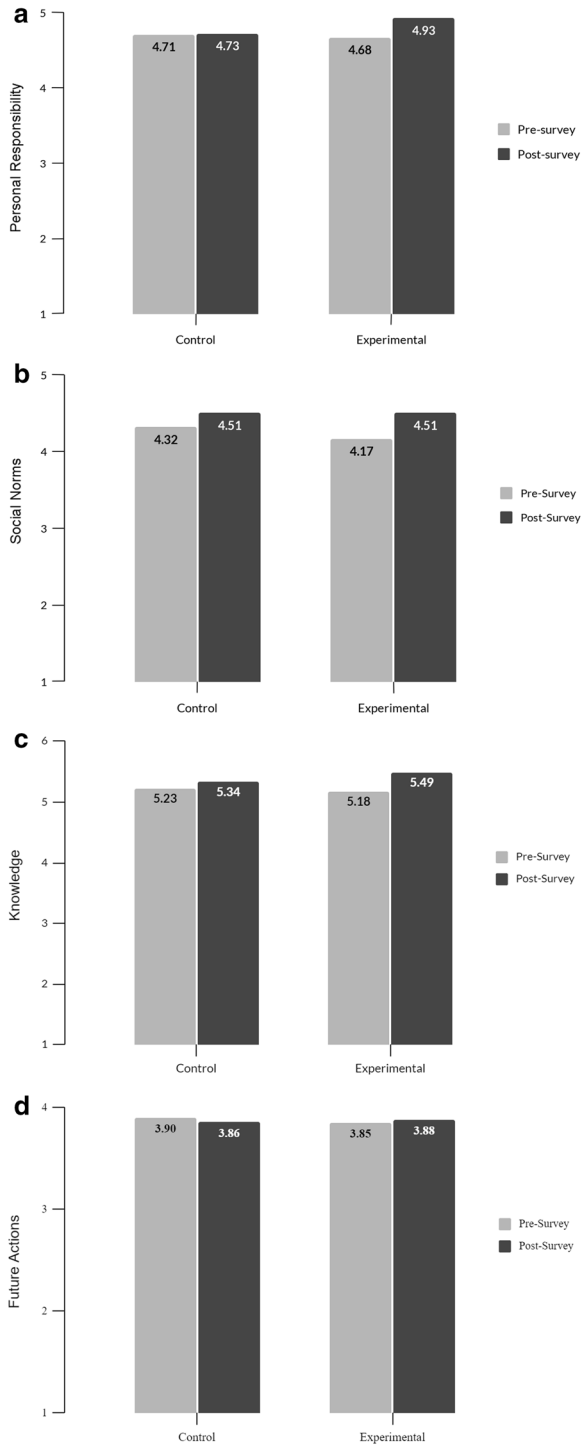 a
5
4
3
2
1
Personal Responsibility
4.71
4.73
4.68
4.93
Control
Experimental
Pre-survey
Post-survey
b
5
4
3
2
1
Social Norms
4.32
4.51
4.17
4.51
Control
Experimental
Pre-Survey
Post-Survey
c
6
5
4
3
2
1
Knowledge
5.23
5.34
5.18
5.49
Control
Experimental
Pre-Survey
Post-Survey
d
4
3
2
1
Future Actions
3.90
3.86
3.85
3.88
Control
Experimental
Pre-Survey
Post-Survey